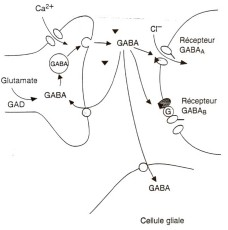 Ca2+
Cl–
GABA
Récepteur
GABAA
GABA
Glutamate
GAD
GABA
Récepteur
GABAB
G
GABA
Cellule gliale